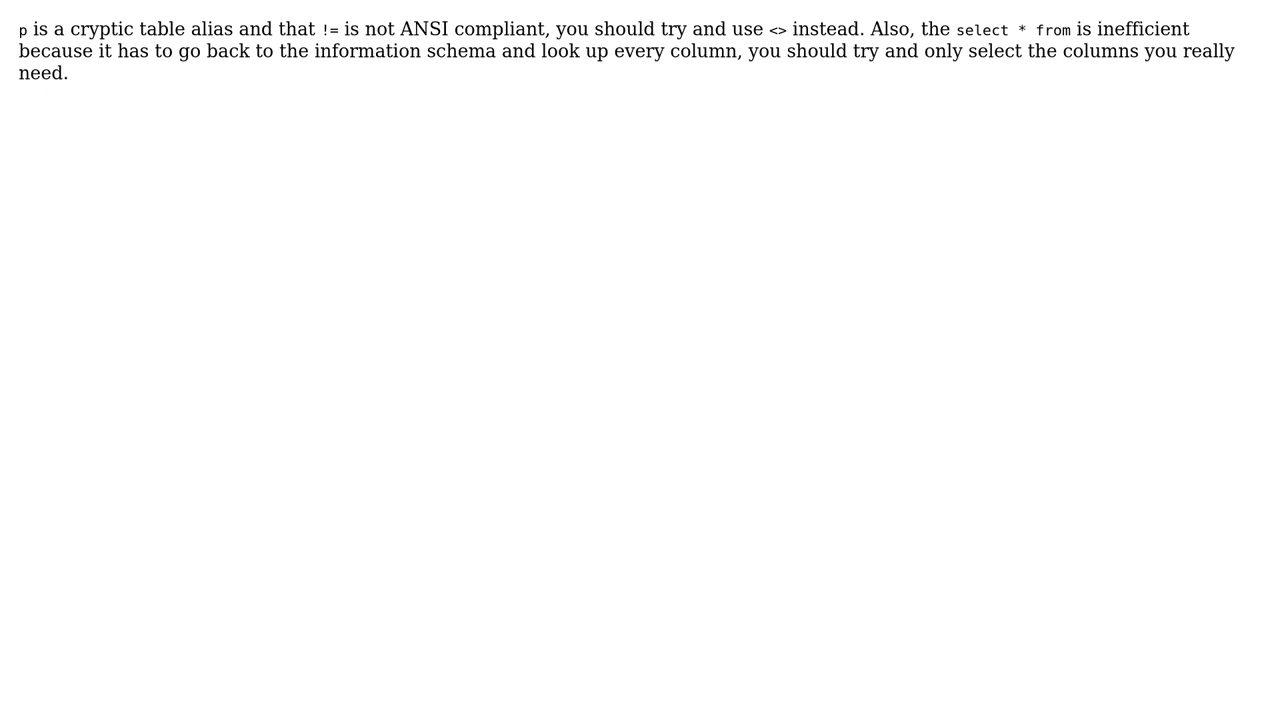 p is a cryptic table alias and that != is not ANSI compliant, you should try and use <> instead. Also, the select * from is inefficient
because it has to go back to the information schema and look up every column, you should try and only select the columns you really
need.